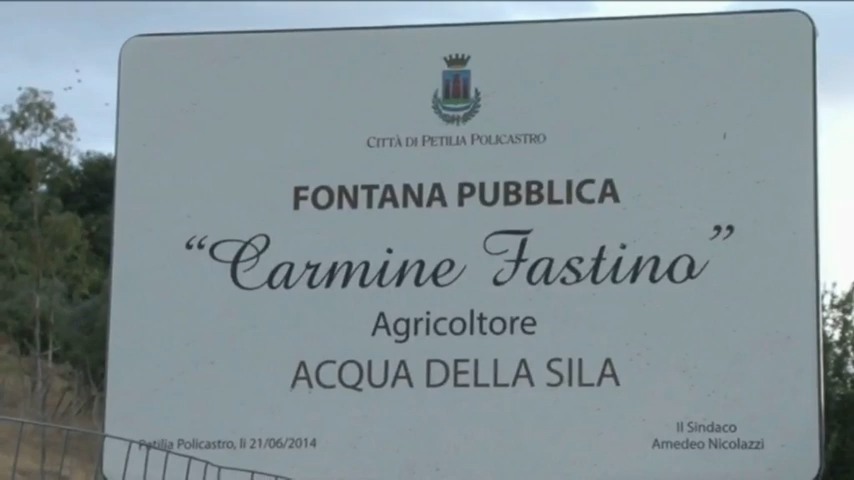 CITTÀ DI PETILIA POLICASTRO
FONTANA PUBBLICA
“Carmine Fastino”
Agricoltore
ACQUA DELLA SILA
Petilia Policastro, lì 21/06/2014
Il Sindaco
Amedeo Nicolazzi